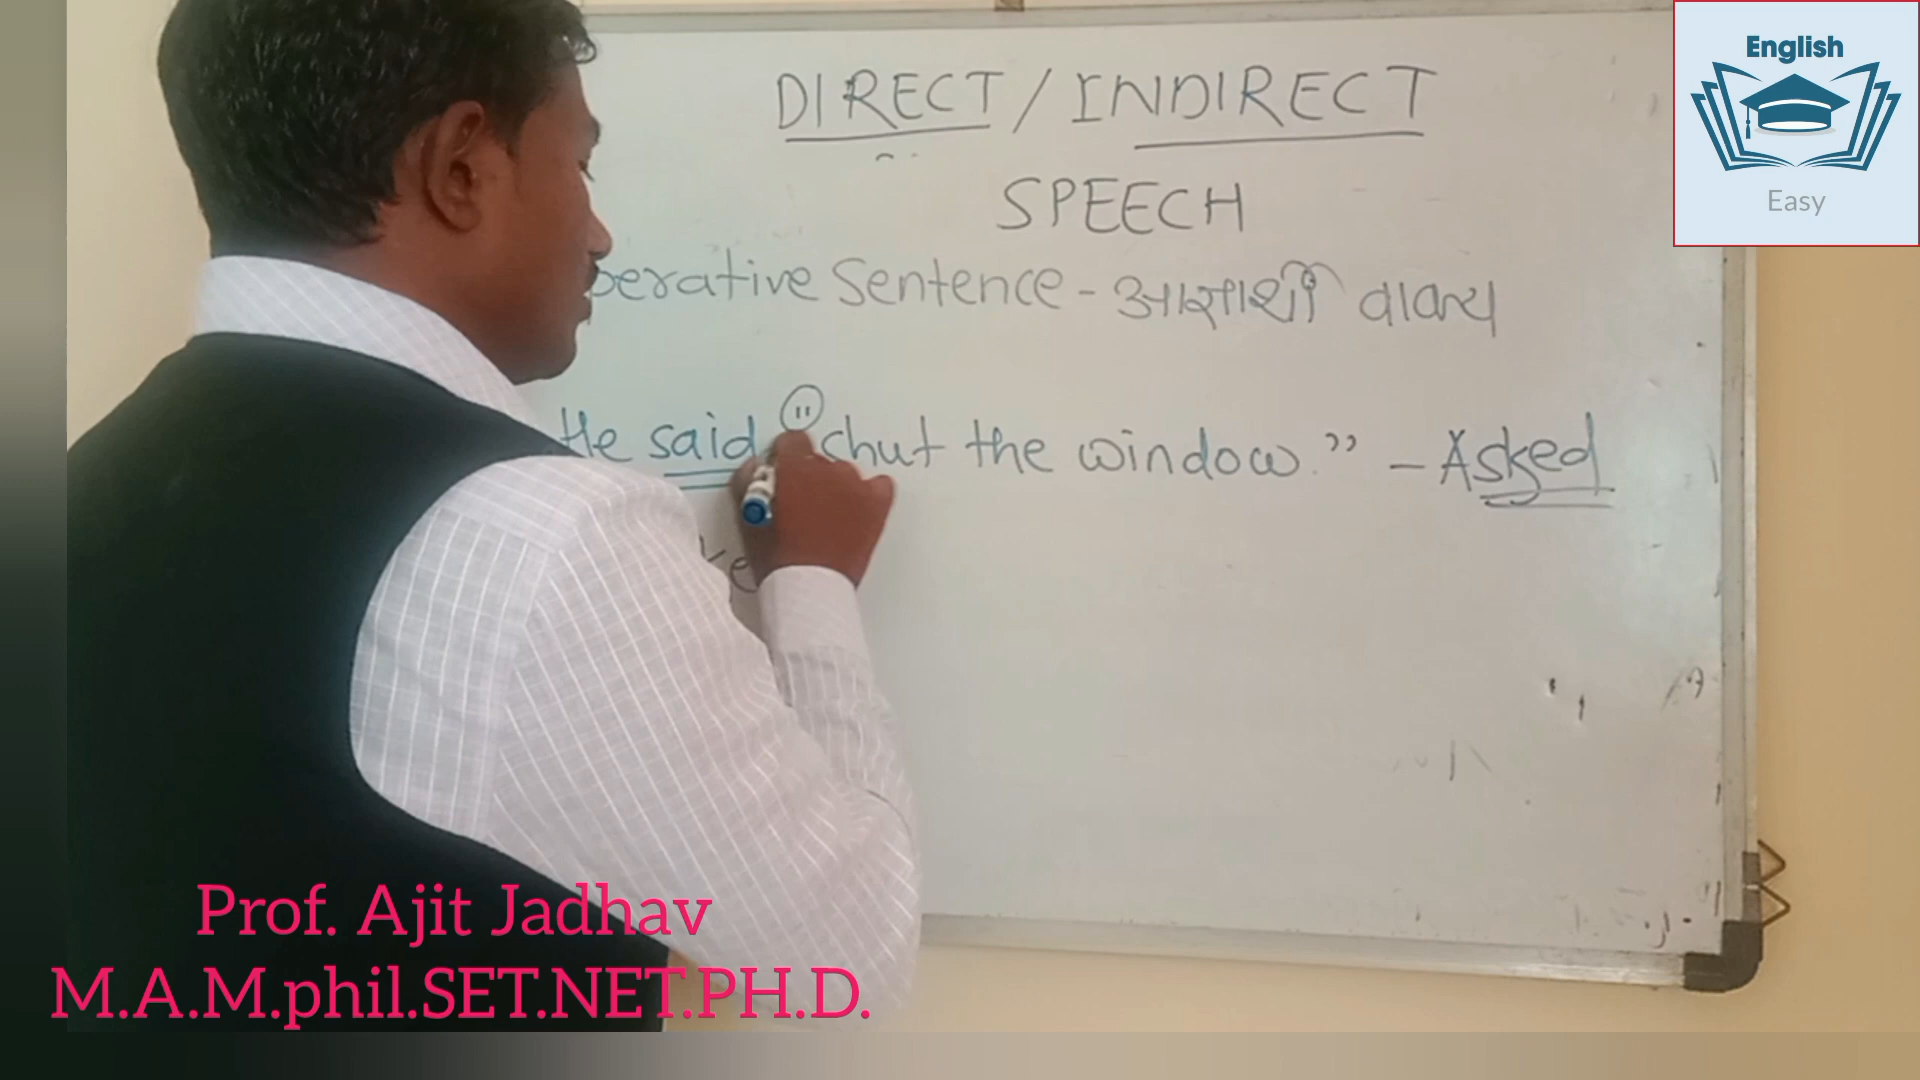 English
Easy
DIRECT / INDIRECT
SPEECH
perative Sentence - आज्ञार्थी वाक्य
He said " shut the window." - Asked
Prof. Ajit Jadhav
M.A.M.phil.SET.NET.PH.D.